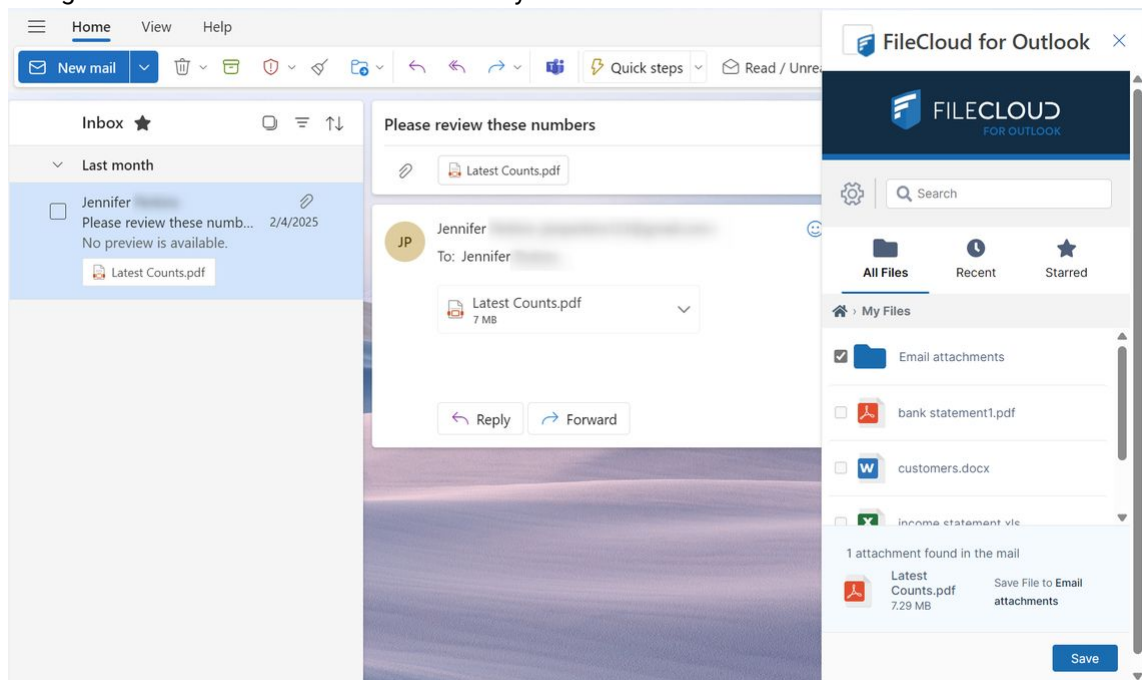 Home View Help
FileCloud for Outlook
New mail
Quick steps
Read / Unrea
FILECLOUD
FOR OUTLOOK
Inbox
Please review these numbers
Last month
Latest Counts.pdf
Search
Jennifer
Please review these numb... 2/4/2025
No preview is available.
Latest Counts.pdf
JP
Jennifer
To: Jennifer
Latest Counts.pdf
7 MB
Reply
Forward
All Files Recent Starred
My Files
Email attachments
bank statement1.pdf
W customers.docx
X income statement.xls
1 attachment found in the mail
Latest
Counts.pdf
7.29 MB
Save File to Email
attachments
Save